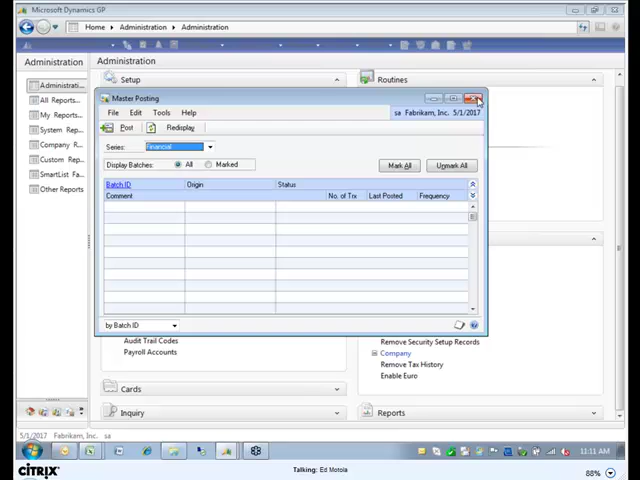 Microsoft Dynamics GP
Home ▸ Administration ▸ Administration
Administration
Administration
Administrati...
All Reports...
My Reports...
System Rep...
Company R...
Custom Rep...
SmartList Fa...
Other Reports
Setup
Routines
Master Posting
File Edit Tools Help
sa Fabrikam, Inc. 5/1/2017
Post Redisplay
Series: Financial
Display Batches: All Marked
Mark All Unmark All
Batch ID Origin Status
Comment No. of Trx Last Posted Frequency
by Batch ID
Audit Trail Codes
Payroll Accounts
Remove Security Setup Records
Company
Remove Tax History
Enable Euro
Cards
Inquiry
Reports
5/1/2017 Fabrikam, Inc. sa
11:11 AM
CITRIX
Talking: Ed Motola
88%